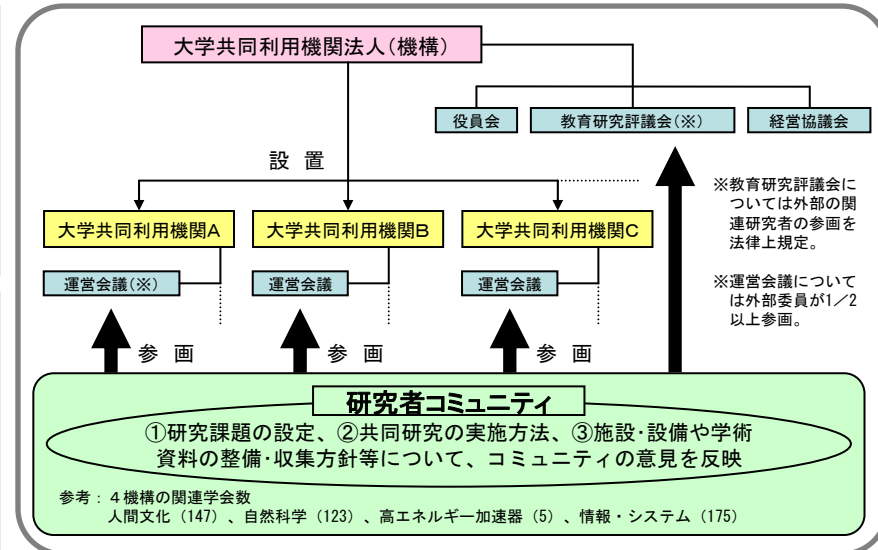 大学共同利用機関法人(機構)
役員会
教育研究評議会(※)
経営協議会
設 置
※教育研究評議会に
ついては外部の関
連研究者の参画を
法律上規定。
※運営会議について
は外部委員が1/2
以上参画。
大学共同利用機関A
大学共同利用機関B
大学共同利用機関C
運営会議(※)
運営会議
運営会議
参 画
参 画
参 画
研究者コミュニティ
①研究課題の設定、②共同研究の実施方法、③施設・設備や学術
資料の整備・収集方針等について、コミュニティの意見を反映
参考：４機構の関連学会数
人間文化（147）、自然科学（123）、高エネルギー加速器（5）、情報・システム（175）